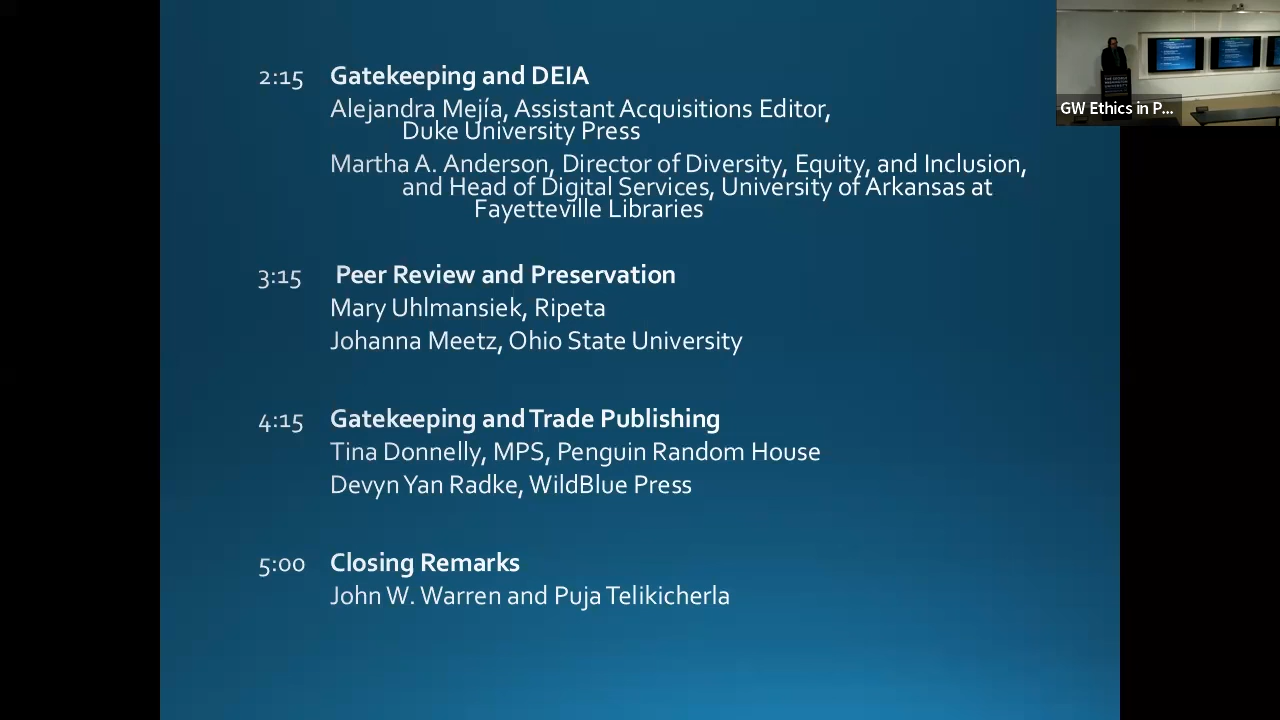 2:15 Gatekeeping and DEIA
Alejandra Mejía, Assistant Acquisitions Editor,
Duke University Press
Martha A. Anderson, Director of Diversity, Equity, and Inclusion,
and Head of Digital Services, University of Arkansas at
Fayetteville Libraries
3:15 Peer Review and Preservation
Mary Uhlmansiek, Ripeta
Johanna Meetz, Ohio State University
4:15 Gatekeeping and Trade Publishing
Tina Donnelly, MPS, Penguin Random House
Devyn Yan Radke, WildBlue Press
5:00 Closing Remarks
John W. Warren and Puja Telikicherla
GW Ethics in P...